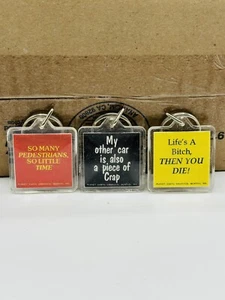 SO MANY
PEDESTRIANS,
SO LITTLE
TIME
My
other car
is also
a piece of
Crap
Life's A
Bitch,
THEN YOU
DIE!